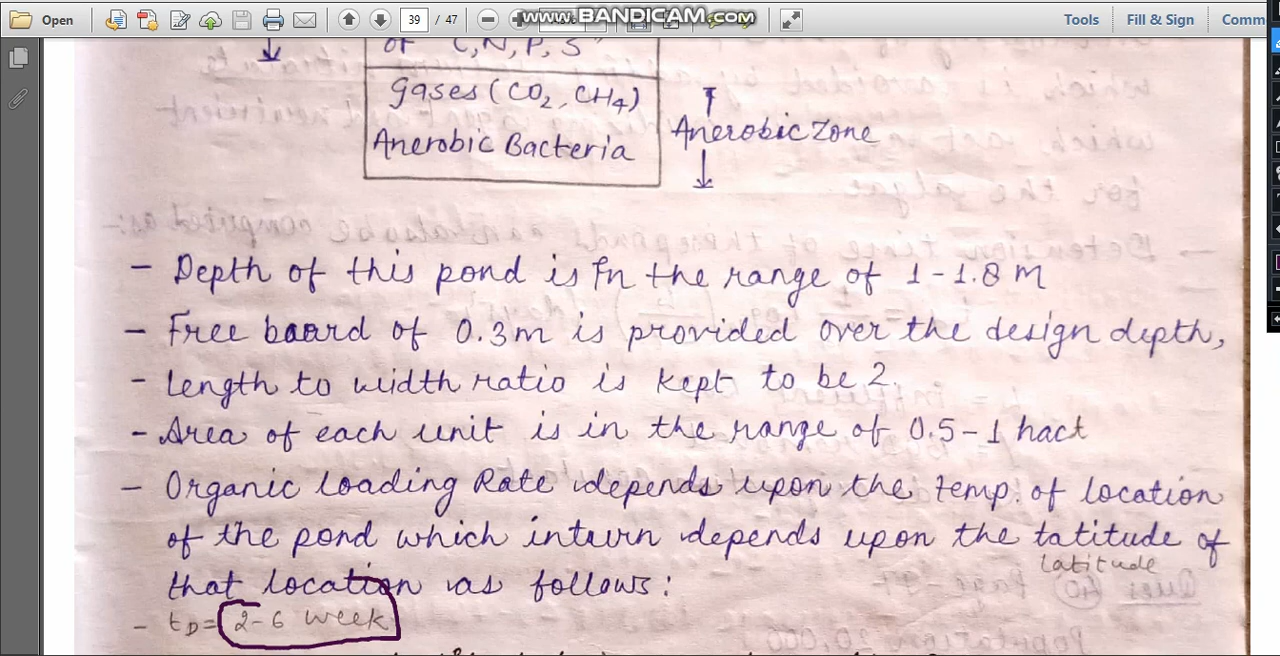 Open
39 / 47
www.BANDICAM.com
Tools
Fill & Sign
Comm
of C,N,P,S"
Gases (CO2, CH4)
Anerobic Bacteria
Anerobic Zone
- Depth of this pond is in the range of 1-1.8 m
- Free board of 0.3m is provided over the design depth,
- Length to width ratio is kept to be 2.
- Area of each unit is in the range of 0.5-1 hact
- Organic Loading Rate depends upon the temp. of location
of the pond which inturn depends upon the tatitude of
latitude
that location as follows:
- tD = 2-6 week